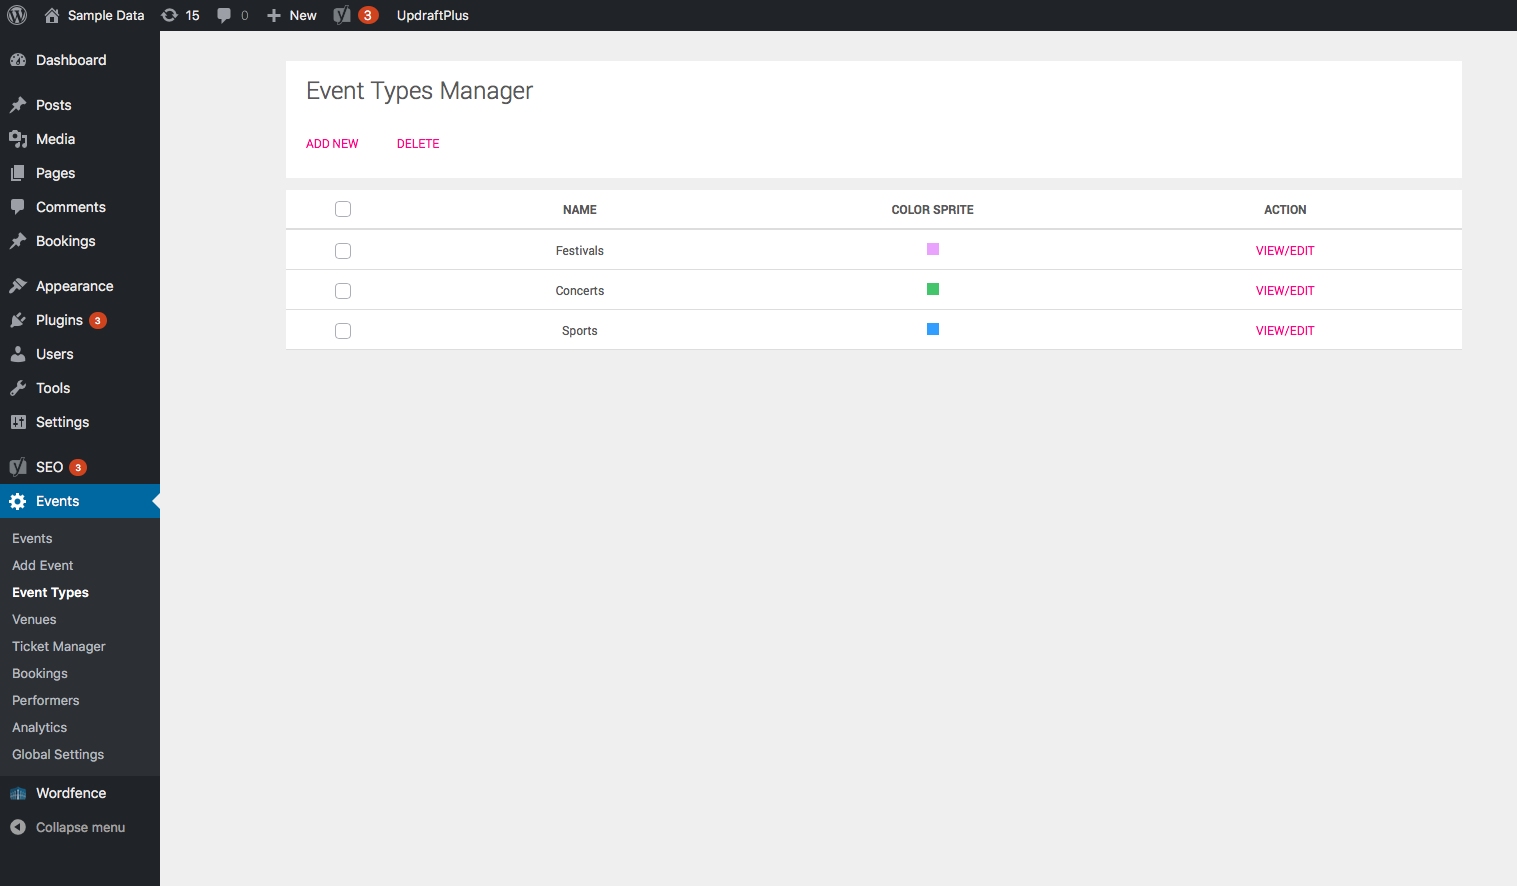 Sample Data 15 0 New 3 UpdraftPlus
Dashboard
Posts
Media
Pages
Comments
Bookings
Appearance
Plugins 3
Users
Tools
Settings
SEO 3
Events
Events
Add Event
Event Types
Venues
Ticket Manager
Bookings
Performers
Analytics
Global Settings
Wordfence
Collapse menu
Event Types Manager
ADD NEW DELETE
NAME COLOR SPRITE ACTION
Festivals VIEW/EDIT
Concerts VIEW/EDIT
Sports VIEW/EDIT